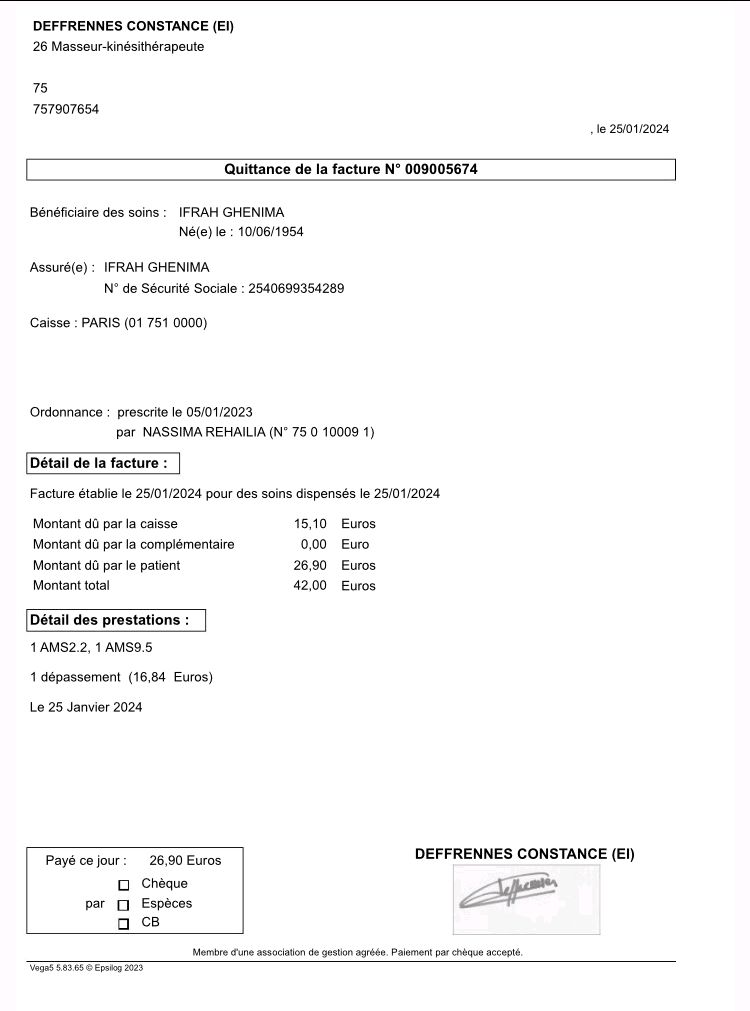 DEFFRENNES CONSTANCE (EI)
26 Masseur-kinésithérapeute
75
757907654
, le 25/01/2024
Quittance de la facture N° 009005674
Bénéficiaire des soins : IFRAH GHENIMA
Né(e) le : 10/06/1954
Assuré(e) : IFRAH GHENIMA
N° de Sécurité Sociale : 2540699354289
Caisse : PARIS (01 751 0000)
Ordonnance : prescrite le 05/01/2023
par NASSIMA REHAILIA (N° 75 0 10009 1)
Détail de la facture :
Facture établie le 25/01/2024 pour des soins dispensés le 25/01/2024
Montant dû par la caisse 15,10 Euros
Montant dû par la complémentaire 0,00 Euro
Montant dû par le patient 26,90 Euros
Montant total 42,00 Euros
Détail des prestations :
1 AMS2.2, 1 AMS9.5
1 dépassement (16,84 Euros)
Le 25 Janvier 2024
Payé ce jour : 26,90 Euros
Chèque
par Espèces
CB
DEFFRENNES CONSTANCE (EI)
Membre d'une association de gestion agréée. Paiement par chèque accepté.
Vega5 5.83.65 © Epsilog 2023